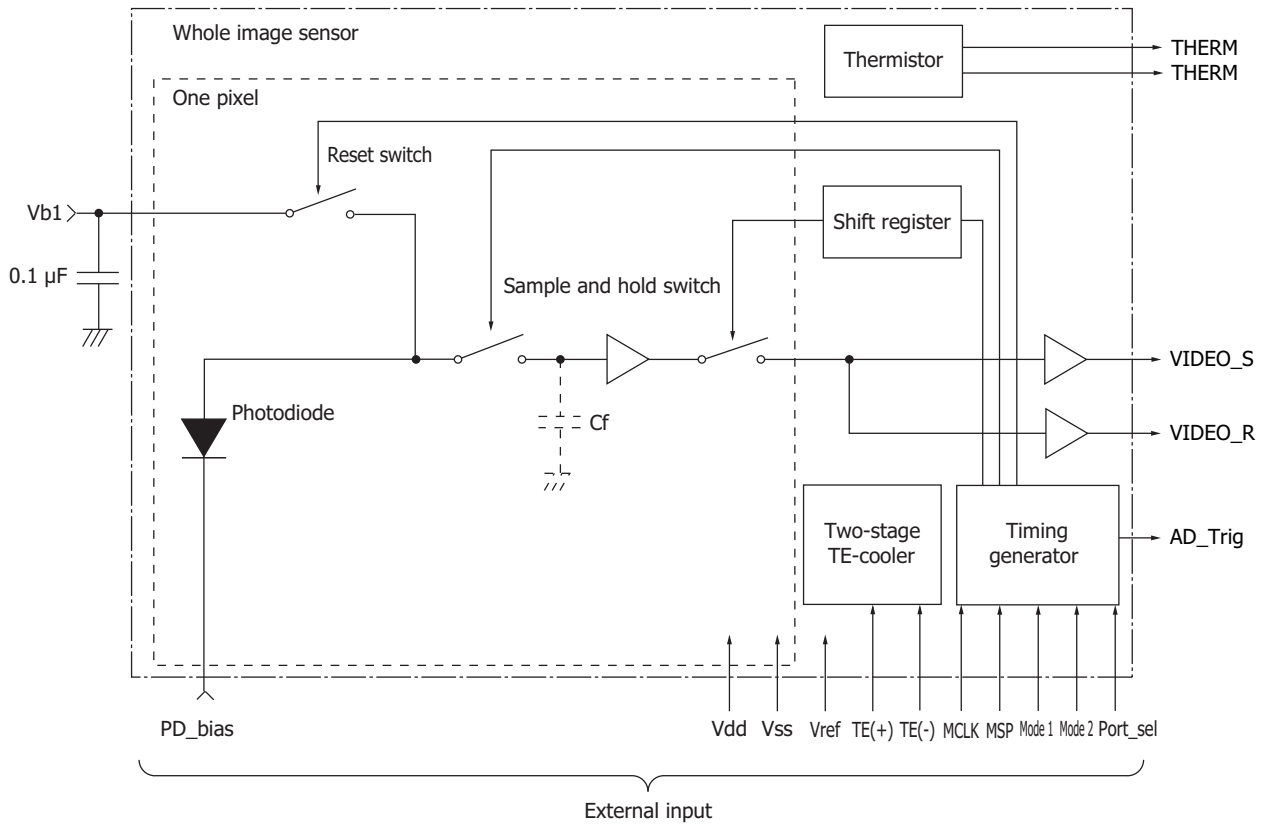 Whole image sensor
Thermistor
THERM
THERM
One pixel
Reset switch
Vb1
Shift register
0.1 µF
Sample and hold switch
VIDEO_S
Photodiode
Cf
VIDEO_R
Two-stage
TE-cooler
Timing
generator
AD_Trig
PD_bias
Vdd
Vss
Vref
TE(+)
TE(-)
MCLK
MSP
Mode 1
Mode 2
Port_sel
External input